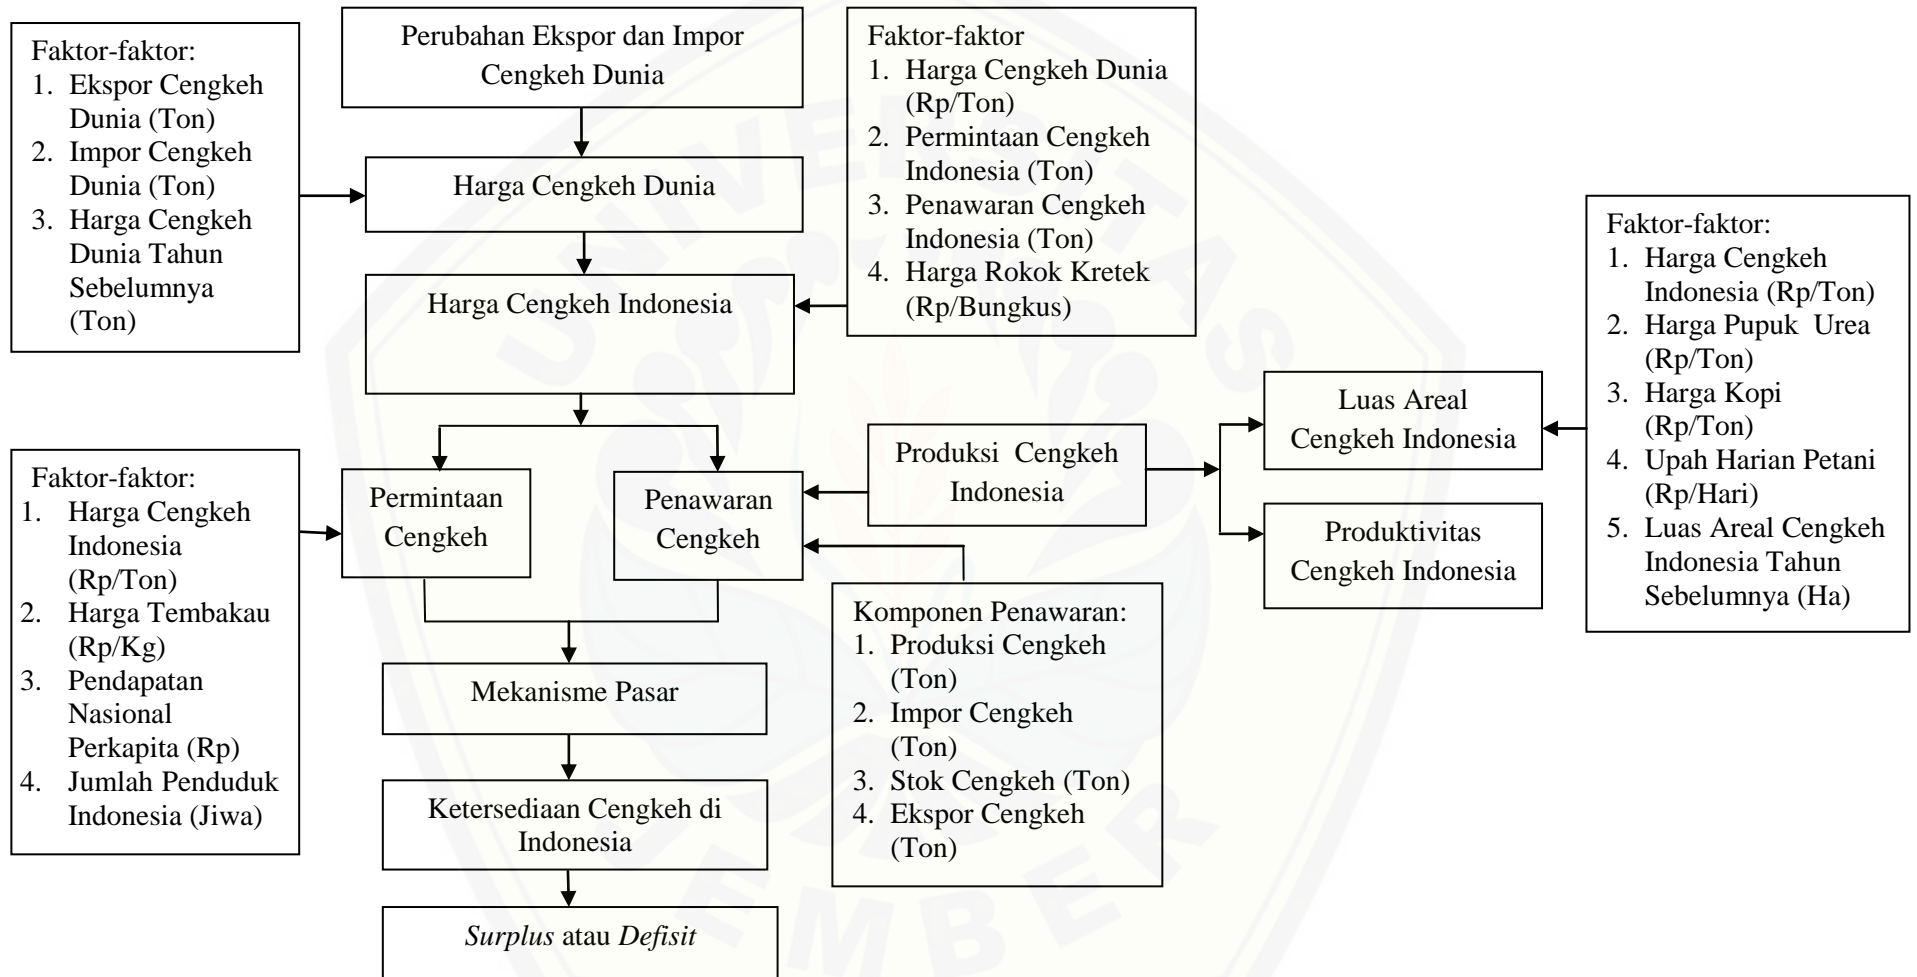 Faktor-faktor:
1. Ekspor Cengkeh
Dunia (Ton)
2. Impor Cengkeh
Dunia (Ton)
3. Harga Cengkeh
Dunia Tahun
Sebelumnya
(Ton)
Perubahan Ekspor dan Impor
Cengkeh Dunia
Harga Cengkeh Dunia
Harga Cengkeh Indonesia
Faktor-faktor
1. Harga Cengkeh Dunia
(Rp/Ton)
2. Permintaan Cengkeh
Indonesia (Ton)
3. Penawaran Cengkeh
Indonesia (Ton)
4. Harga Rokok Kretek
(Rp/Bungkus)
Faktor-faktor:
1. Harga Cengkeh
Indonesia (Rp/Ton)
2. Harga Pupuk Urea
(Rp/Ton)
3. Harga Kopi
(Rp/Ton)
4. Upah Harian Petani
(Rp/Hari)
5. Luas Areal Cengkeh
Indonesia Tahun
Sebelumnya (Ha)
Luas Areal
Cengkeh Indonesia
Produksi Cengkeh
Indonesia
Produktivitas
Cengkeh Indonesia
Faktor-faktor:
1. Harga Cengkeh
Indonesia
(Rp/Ton)
2. Harga Tembakau
(Rp/Kg)
3. Pendapatan
Nasional
Perkapita (Rp)
4. Jumlah Penduduk
Indonesia (Jiwa)
Permintaan
Cengkeh
Penawaran
Cengkeh
Komponen Penawaran:
1. Produksi Cengkeh
(Ton)
2. Impor Cengkeh
(Ton)
3. Stok Cengkeh (Ton)
4. Ekspor Cengkeh
(Ton)
Mekanisme Pasar
Ketersediaan Cengkeh di
Indonesia
Surplus atau Defisit
UNIVERSITAS
JEMBER